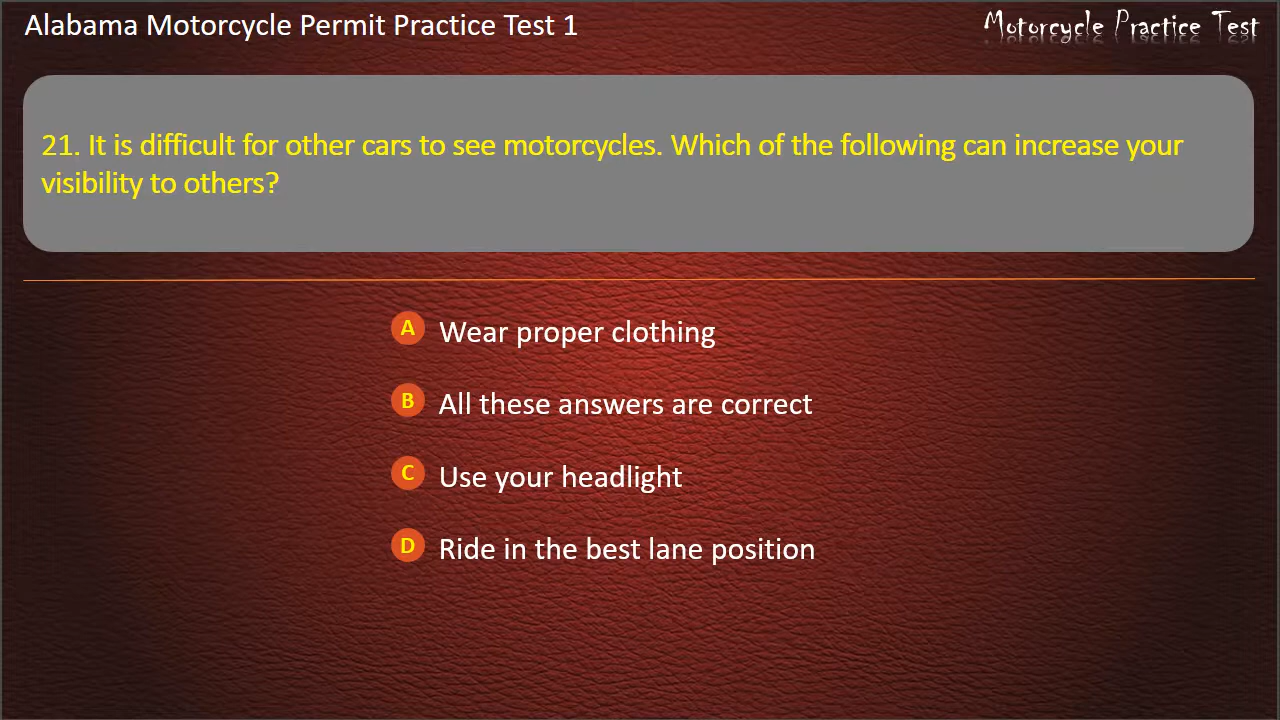 Alabama Motorcycle Permit Practice Test 1
Motorcycle Practice Test
21. It is difficult for other cars to see motorcycles. Which of the following can increase your
visibility to others?
A Wear proper clothing
B All these answers are correct
C Use your headlight
D Ride in the best lane position